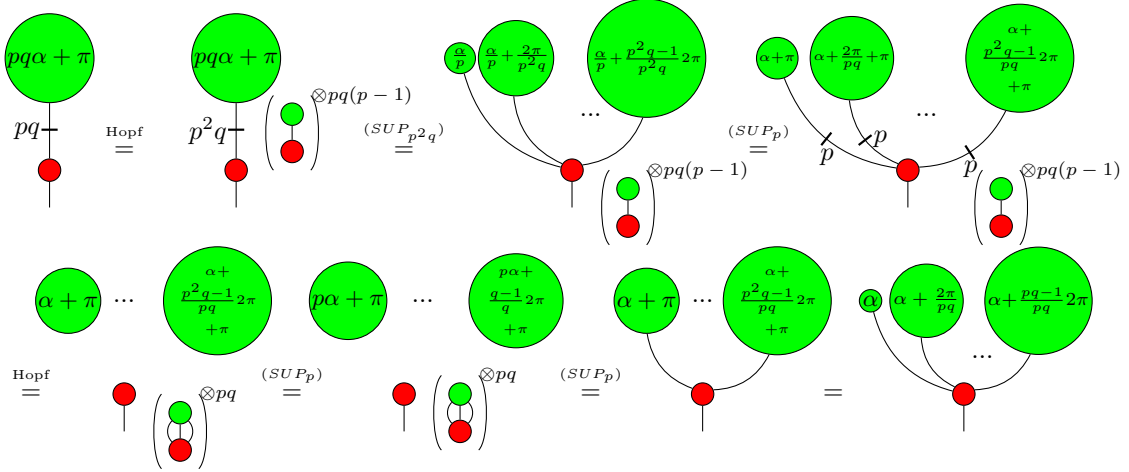 pqα + π
pq
Hopf
=
pqα + π
p²q
⊗pq(p − 1)
(SUP_{p²q})
=
α/p
α/p + 2π/p²q
α/p + (p²q−1)/p²q 2π
...
⊗pq(p − 1)
(SUP_p)
=
α+π
α+ 2π/pq +π
α+
(p²q−1)/pq 2π
+π
...
p
p
p
⊗pq(p − 1)
Hopf
=
α + π
...
α+
(p²q−1)/pq 2π
+π
⊗pq
(SUP_p)
=
pα + π
...
pα+
(q−1)/q 2π
+π
⊗pq
(SUP_p)
=
α + π
...
α+
(p²q−1)/pq 2π
+π
=
α
α + 2π/pq
α+ (pq−1)/pq 2π
...